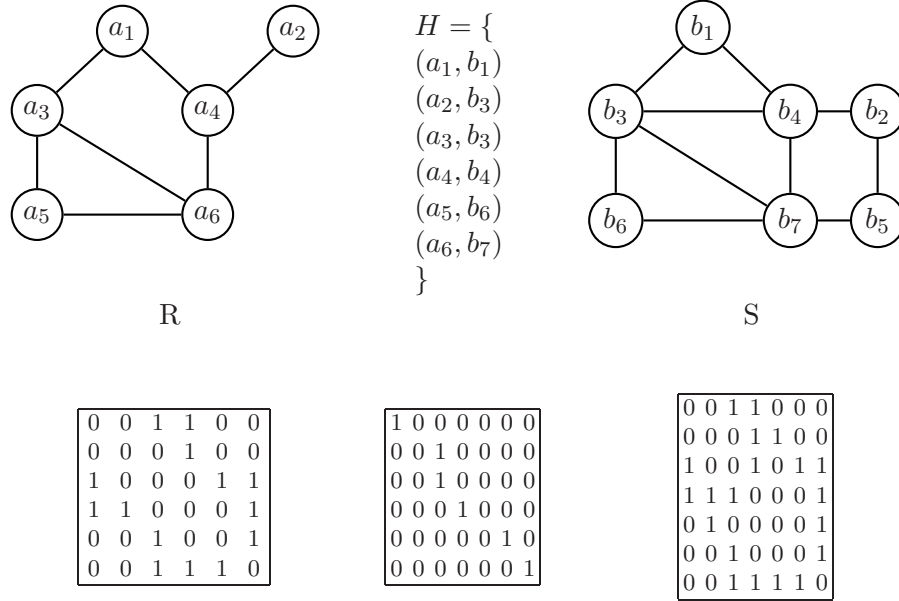 a₁ a₂
a₃ a₄
a₅ a₆
R
H = {
(a₁, b₁)
(a₂, b₃)
(a₃, b₃)
(a₄, b₄)
(a₅, b₆)
(a₆, b₇)
}
b₁
b₃ b₄ b₂
b₆ b₇ b₅
S
0 0 1 1 0 0
0 0 0 1 0 0
1 0 0 0 1 1
1 1 0 0 0 1
0 0 1 0 0 1
0 0 1 1 1 0
1 0 0 0 0 0 0
0 0 1 0 0 0 0
0 0 1 0 0 0 0
0 0 0 1 0 0 0
0 0 0 0 0 1 0
0 0 0 0 0 0 1
0 0 1 1 0 0 0
0 0 0 1 1 0 0
1 0 0 1 0 1 1
1 1 1 0 0 0 1
0 1 0 0 0 0 1
0 0 1 0 0 0 1
0 0 1 1 1 1 0